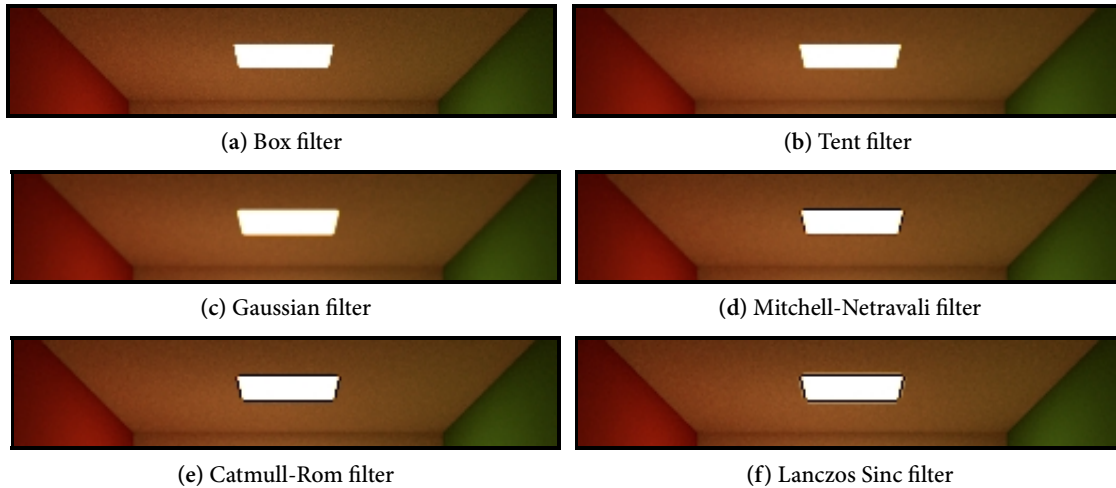 (a) Box filter
(b) Tent filter
(c) Gaussian filter
(d) Mitchell-Netravali filter
(e) Catmull-Rom filter
(f) Lanczos Sinc filter